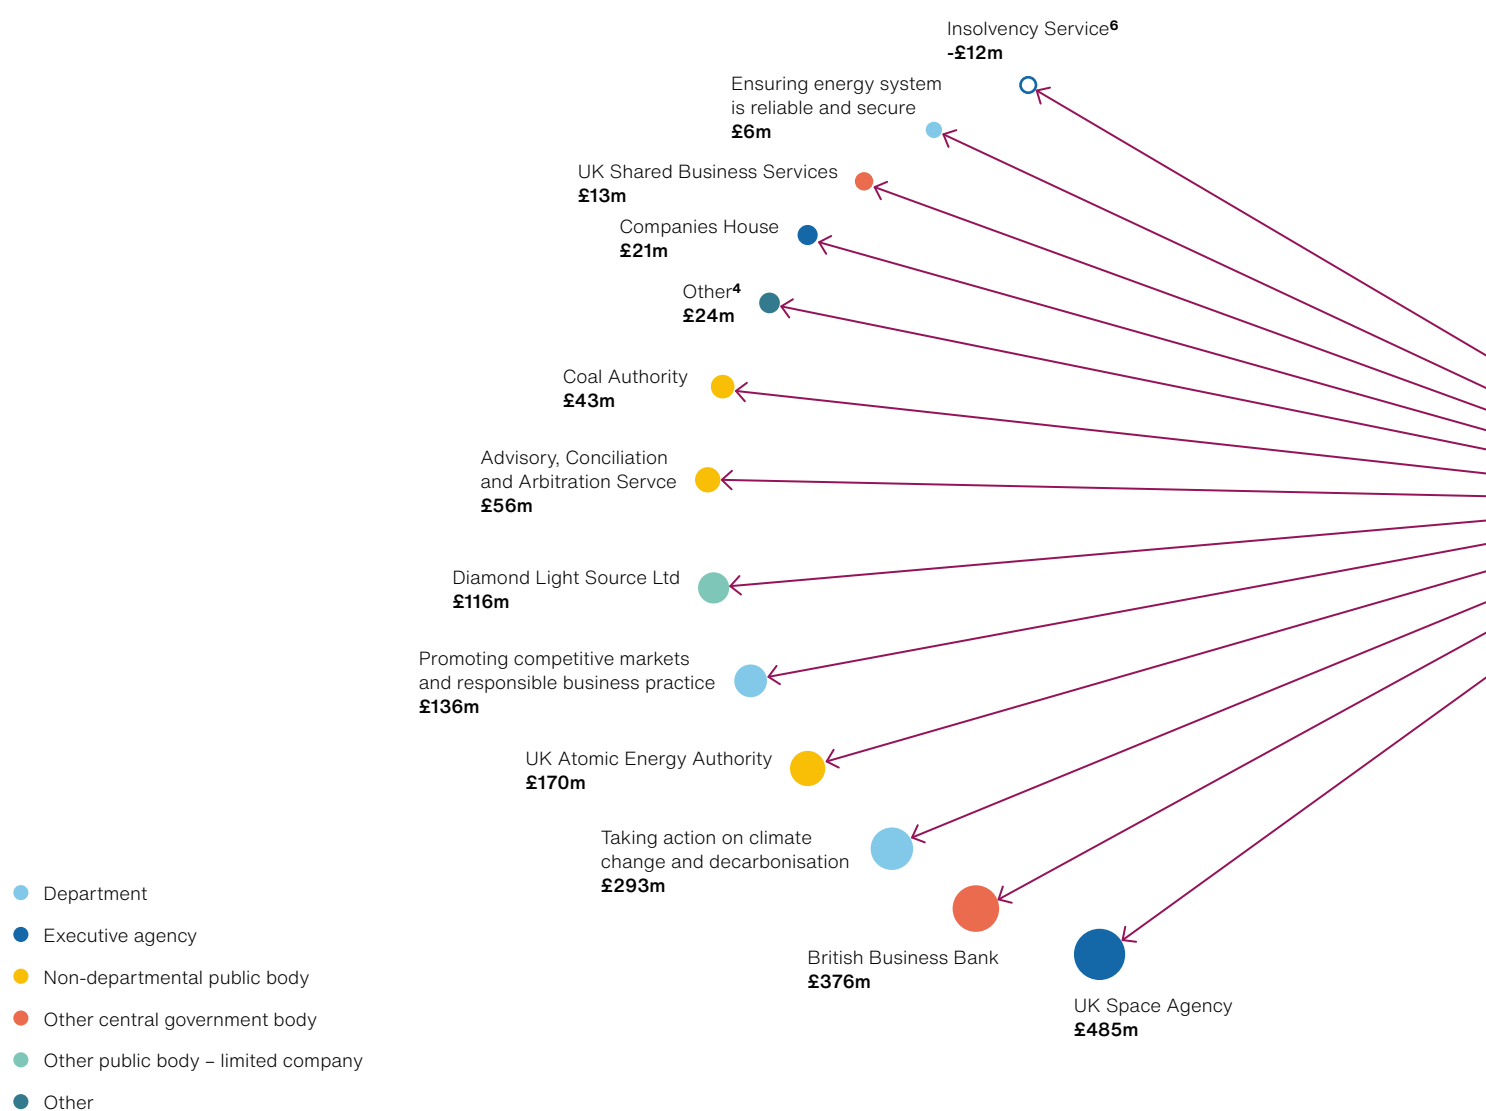 Insolvency Service⁶
-£12m
Ensuring energy system
is reliable and secure
£6m
UK Shared Business Services
£13m
Companies House
£21m
Other⁴
£24m
Coal Authority
£43m
Advisory, Conciliation
and Arbitration Servce
£56m
Diamond Light Source Ltd
£116m
Promoting competitive markets
and responsible business practice
£136m
UK Atomic Energy Authority
£170m
Taking action on climate
change and decarbonisation
£293m
British Business Bank
£376m
UK Space Agency
£485m
Department
Executive agency
Non-departmental public body
Other central government body
Other public body – limited company
Other